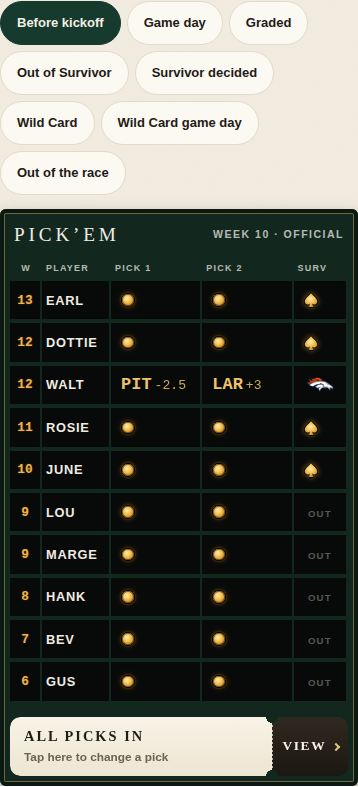 Before kickoff Game day Graded
Out of Survivor Survivor decided
Wild Card Wild Card game day
Out of the race
PICK’EM WEEK 10 · OFFICIAL
W PLAYER PICK 1 PICK 2 SURV
13 EARL
12 DOTTIE
12 WALT PIT -2.5 LAR +3
11 ROSIE
10 JUNE
9 LOU OUT
9 MARGE OUT
8 HANK OUT
7 BEV OUT
6 GUS OUT
ALL PICKS IN
Tap here to change a pick
VIEW ›